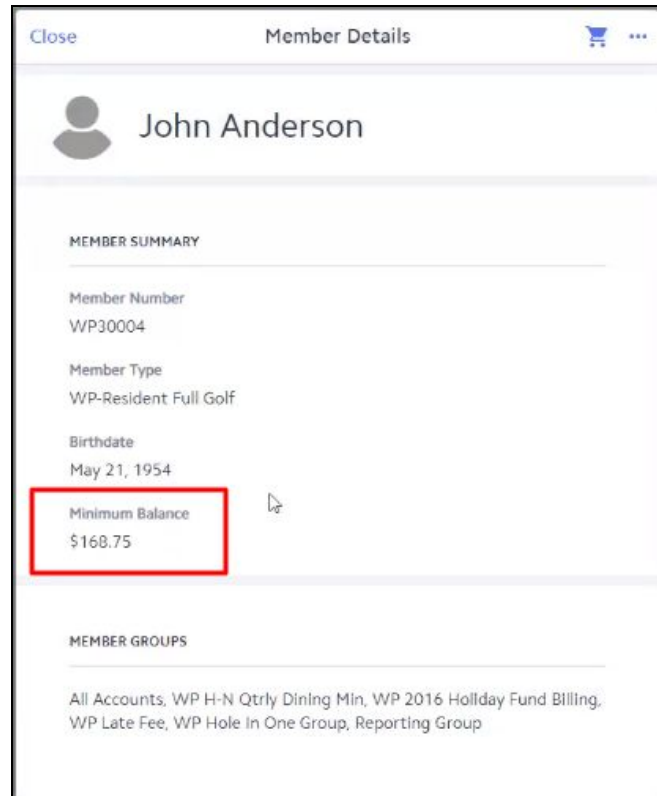 Close Member Details ...
John Anderson
MEMBER SUMMARY
Member Number
WP30004
Member Type
WP-Resident Full Golf
Birthdate
May 21, 1954
Minimum Balance
$168.75
MEMBER GROUPS
All Accounts, WP H-N Qtrly Dining Min, WP 2016 Holiday Fund Billing,
WP Late Fee, WP Hole In One Group, Reporting Group